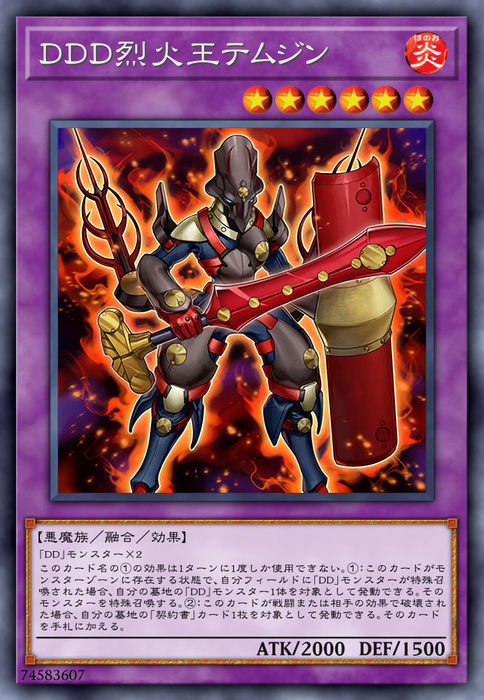 DDD烈火王テムジン
ほのお
炎
【悪魔族/融合/効果】
「DD」モンスター×2
このカード名の①の効果は1ターンに1度しか使用できない。①:このカードがモ
ンスターゾーンに存在する状態で、自分フィールドに「DD」モンスターが特殊召
喚された場合、自分の墓地の「DD」モンスター1体を対象として発動できる。その
モンスターを特殊召喚する。②:このカードが戦闘または相手の効果で破壊され
た場合、自分の墓地の「契約書」カード1枚を対象として発動できる。そのカード
を手札に加える。
ATK/2000 DEF/1500
74583607